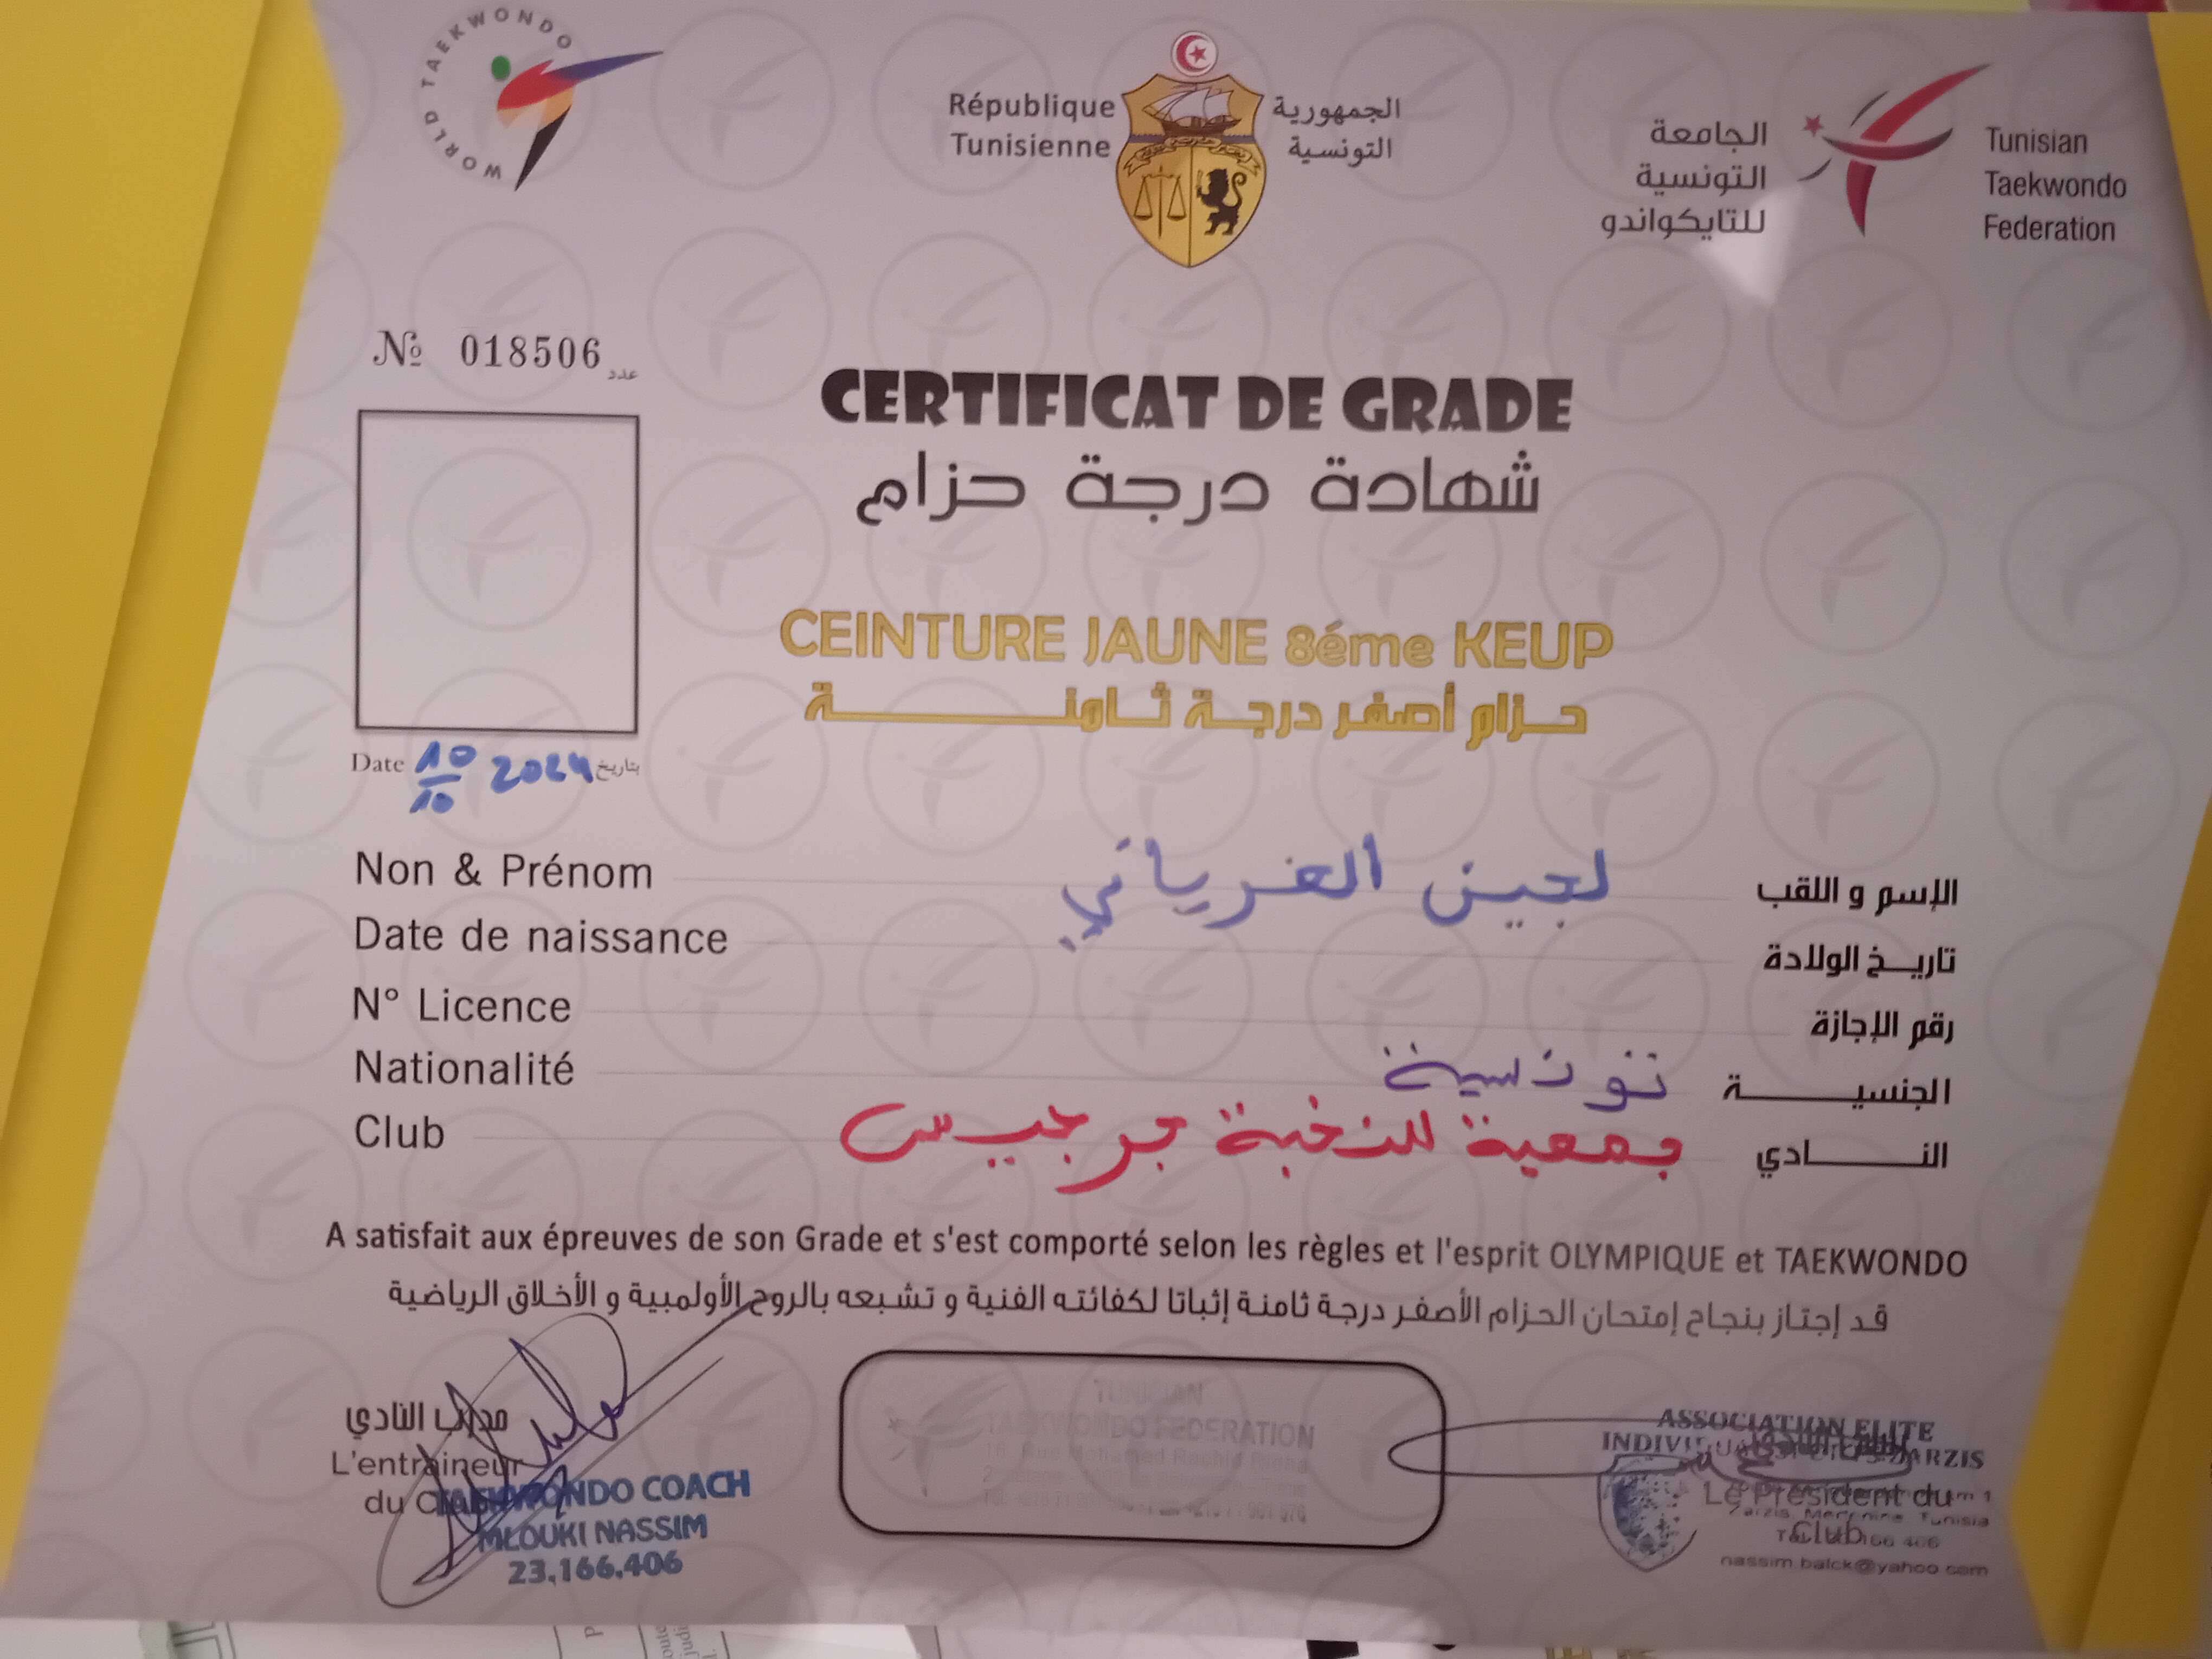 WORLD TAEKWONDO
République
Tunisienne
الجمهورية
التونسية
الجامعة
التونسية
للتايكواندو
Tunisian
Taekwondo
Federation
№ 018506 عدد
CERTIFICAT DE GRADE
شهادة درجة حزام
CEINTURE JAUNE 8éme KEUP
حزام أصفر درجة ثامنة
Date 10/10 2024 بتاريخ
Non & Prénom لجين الغرياني الإسم و اللقب
Date de naissance تاريخ الولادة
N° Licence رقم الإجازة
Nationalité تونسية الجنسية
Club جمعية النخبة جرجيس النادي
A satisfait aux épreuves de son Grade et s'est comporté selon les règles et l'esprit OLYMPIQUE et TAEKWONDO
قد إجتاز بنجاح إمتحان الحزام الأصفر درجة ثامنة إثباتا لكفائته الفنية و تشبعه بالروح الأولمبية و الأخلاق الرياضية
مدرب النادي
L'entraineur
du Club
TAEKWONDO COACH
MLOUKI NASSIM
23.166.406
TUNISIAN
TAEKWONDO FEDERATION
ASSOCIATION ELITE
ZARZIS
Le Président du
Club
Tunisia
nassim.balck@yahoo.com